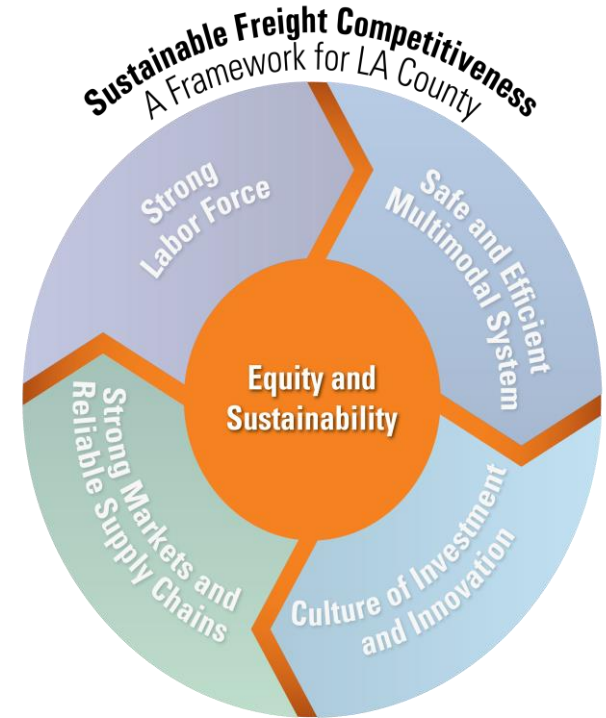 Sustainable Freight Competitiveness
A Framework for LA County
Strong
Labor Force
Safe and Efficient
Multimodal System
Equity and
Sustainability
Strong Markets and
Reliable Supply Chains
Culture of Investment
and Innovation